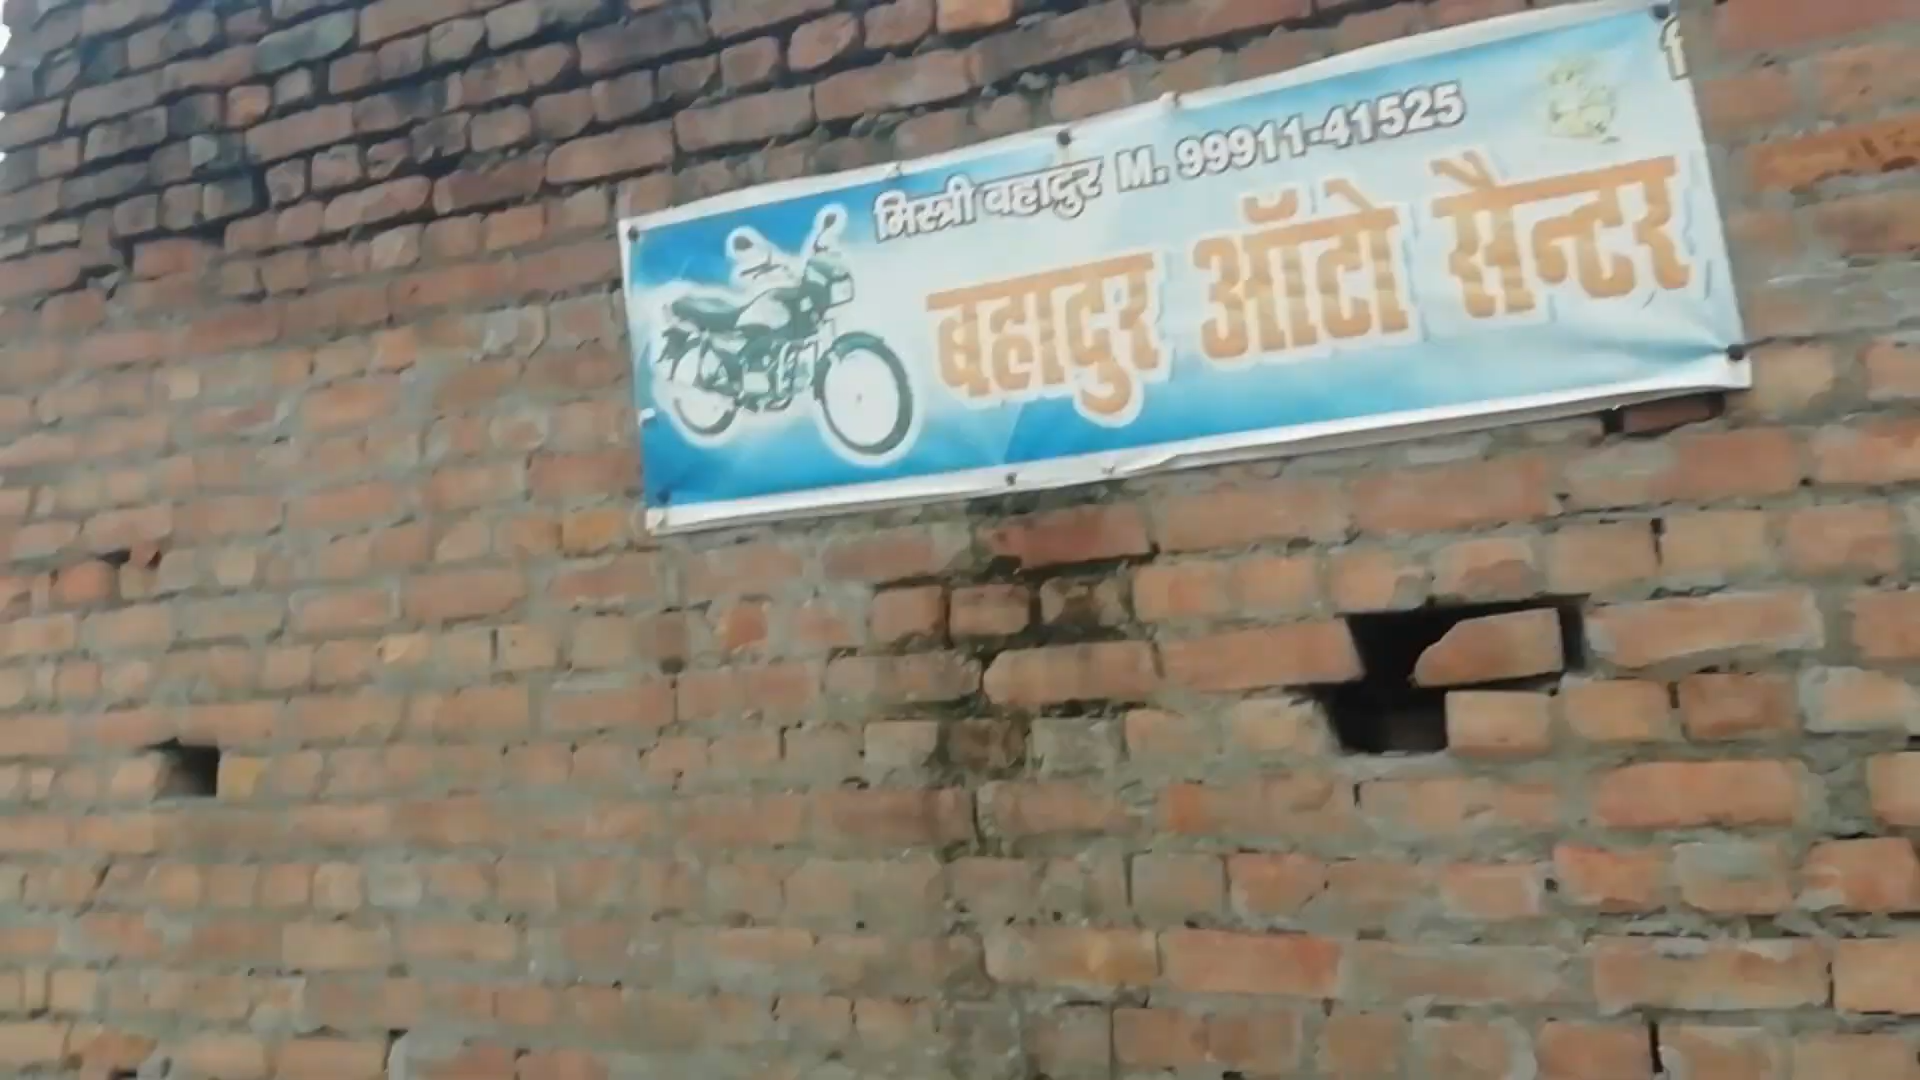 मिस्त्री बहादुर M. 99911-41525
बहादुर ऑटो सैन्टर